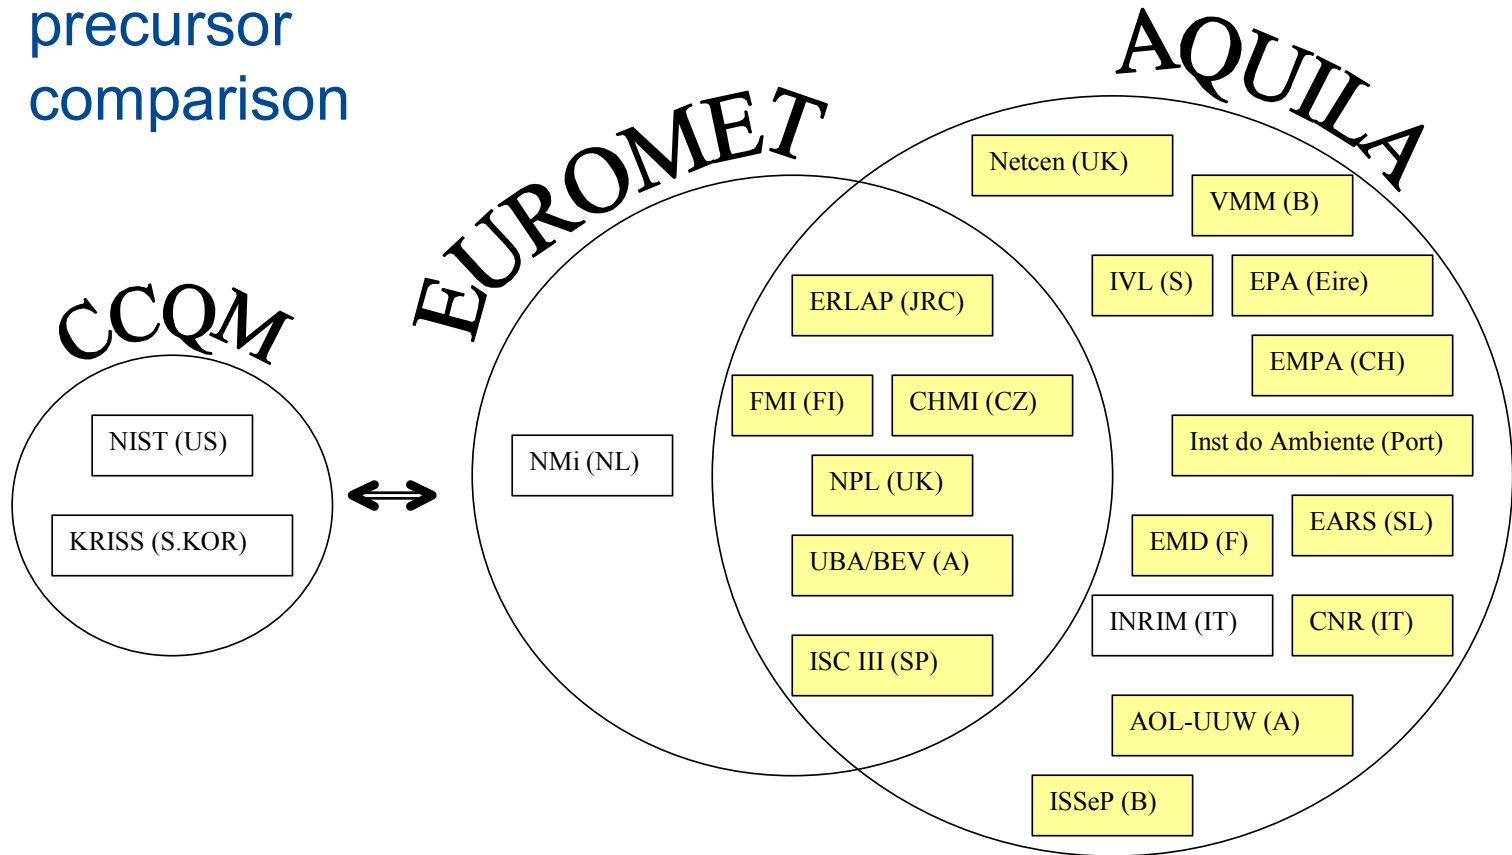 precursor
comparison
CCQM
NIST (US)
KRISS (S.KOR)
EUROMET
NMi (NL)
ERLAP (JRC)
FMI (FI)
CHMI (CZ)
NPL (UK)
UBA/BEV (A)
ISC III (SP)
AQUILA
Netcen (UK)
VMM (B)
IVL (S)
EPA (Eire)
EMPA (CH)
Inst do Ambiente (Port)
EARS (SL)
EMD (F)
INRIM (IT)
CNR (IT)
AOL-UUW (A)
ISSeP (B)